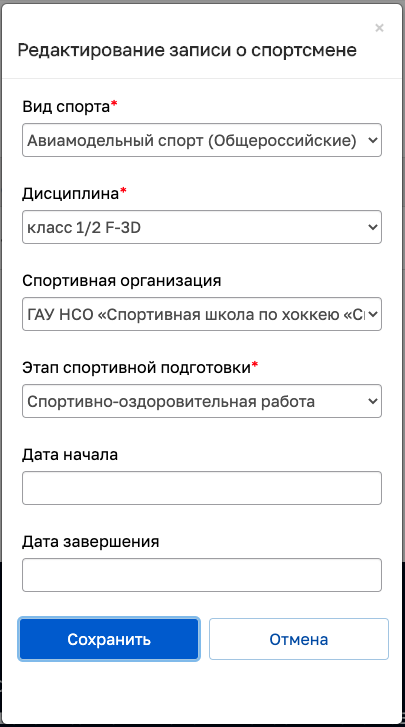 ×
Редактирование записи о спортсмене
Вид спорта*
Авиамодельный спорт (Общероссийские)
Дисциплина*
класс 1/2 F-3D
Спортивная организация
ГАУ НСО «Спортивная школа по хоккею
Этап спортивной подготовки*
Спортивно-оздоровительная работа
Дата начала
Дата завершения
Сохранить
Отмена